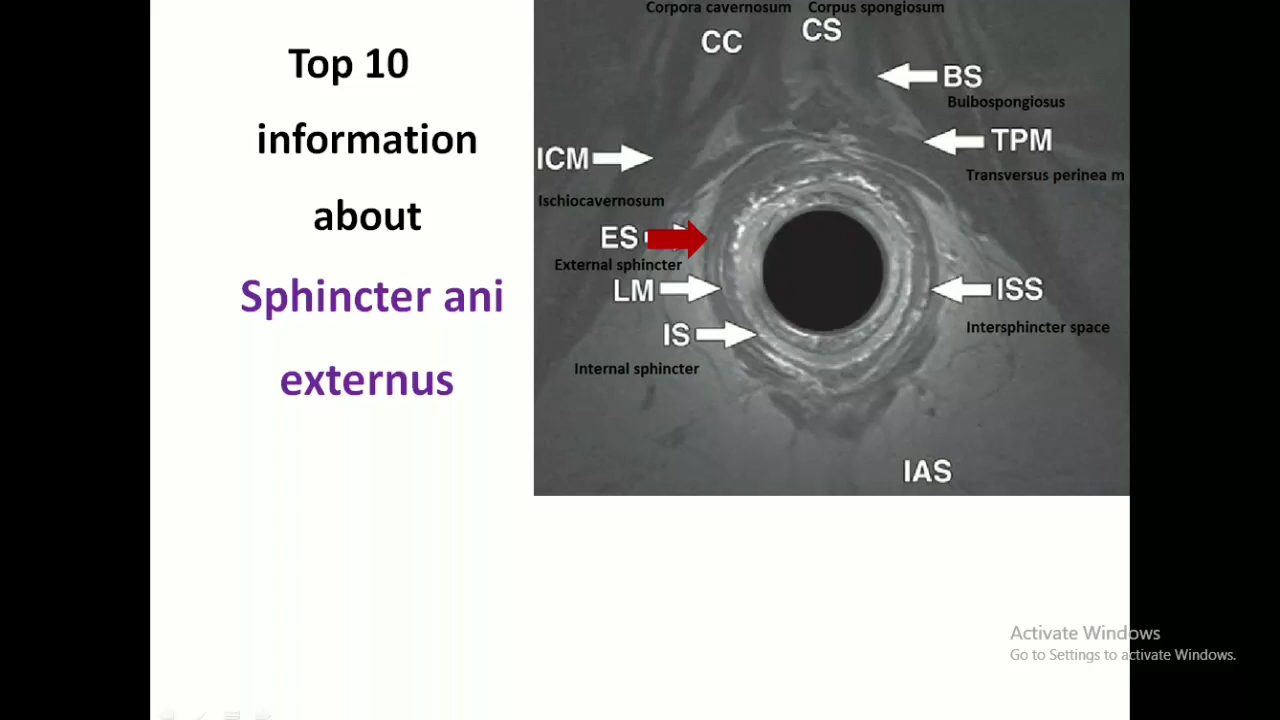 Top 10
information
about
Sphincter ani
externus
Corpora cavernosum
Corpus spongiosum
CC
CS
BS
Bulbospongiosus
TPM
Transversus perinea m
ICM
Ischiocavernosum
ES
External sphincter
LM
ISS
Intersphincter space
IS
Internal sphincter
IAS
Activate Windows
Go to Settings to activate Windows.